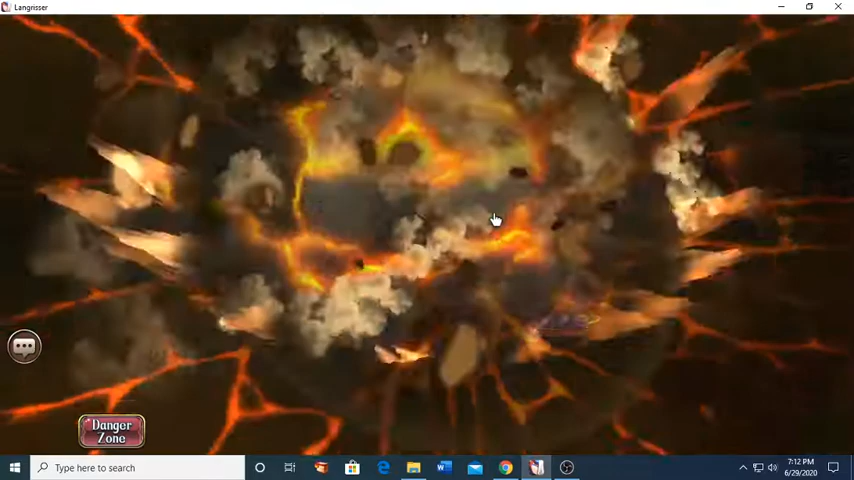 Langrisser
Danger
Zone
Type here to search
7:12 PM
6/29/2020